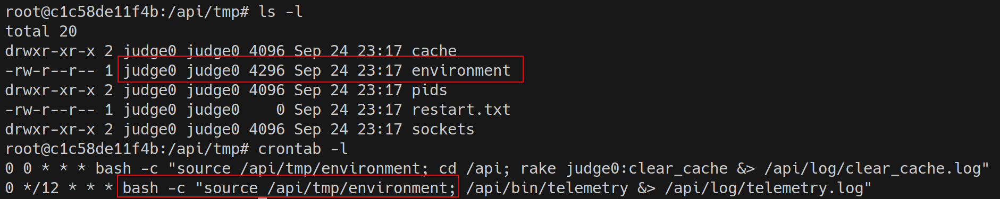 root@c1c58de11f4b:/api/tmp# ls -l
total 20
drwxr-xr-x 2 judge0 judge0 4096 Sep 24 23:17 cache
-rw-r--r-- 1 judge0 judge0 4296 Sep 24 23:17 environment
drwxr-xr-x 2 judge0 judge0 4096 Sep 24 23:17 pids
-rw-r--r-- 1 judge0 judge0    0 Sep 24 23:17 restart.txt
drwxr-xr-x 2 judge0 judge0 4096 Sep 24 23:17 sockets
root@c1c58de11f4b:/api/tmp# crontab -l
0 0 * * * bash -c "source /api/tmp/environment; cd /api; rake judge0:clear_cache &> /api/log/clear_cache.log"
0 */12 * * * bash -c "source /api/tmp/environment; /api/bin/telemetry &> /api/log/telemetry.log"